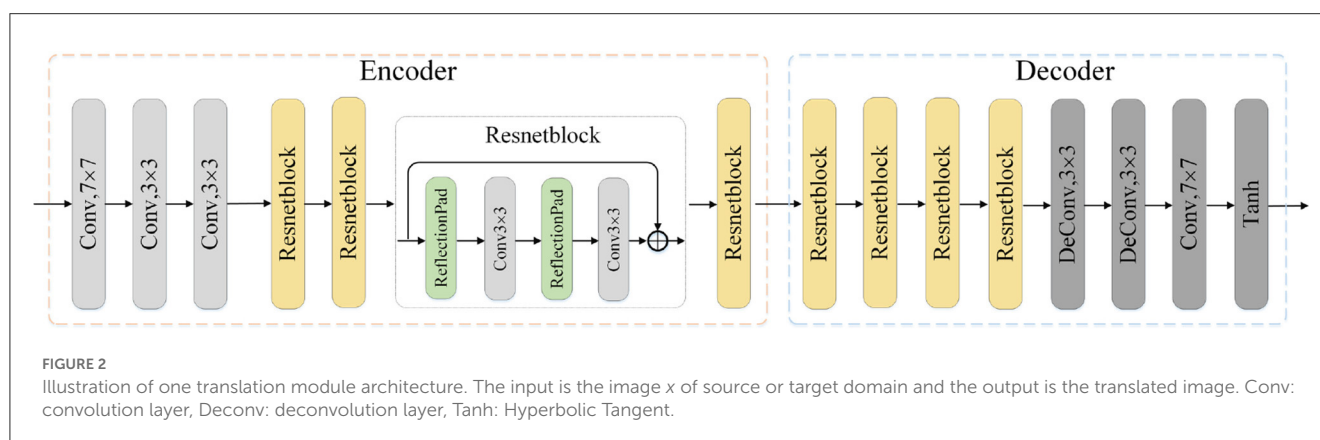 Encoder
Decoder
Conv,7×7
Conv,3×3
Conv,3×3
Resnetblock
Resnetblock
Resnetblock
ReflectionPad
Conv3×3
ReflectionPad
Conv3×3
Resnetblock
Resnetblock
Resnetblock
Resnetblock
Resnetblock
DeConv,3×3
DeConv,3×3
Conv,7×7
Tanh
FIGURE 2
Illustration of one translation module architecture. The input is the image x of source or target domain and the output is the translated image. Conv:
convolution layer, Deconv: deconvolution layer, Tanh: Hyperbolic Tangent.